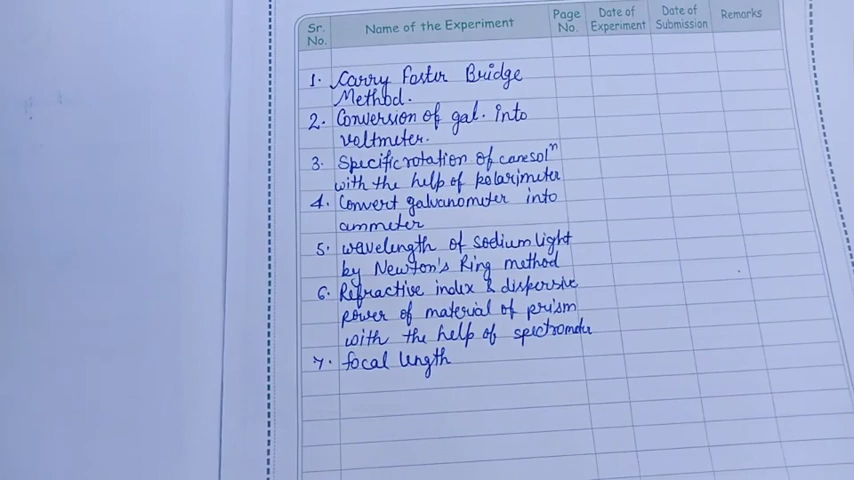 Sr. No. Name of the Experiment Page No. Date of Experiment Date of Submission Remarks
1. Carry Foster Bridge
Method.
2. Conversion of gal. into
voltmeter.
3. Specific rotation of cane solⁿ
with the help of polarimeter
4. Convert galvanometer into
ammeter
5. wavelength of sodium light
by Newton's Ring method
6. Refractive index & dispersive
power of material of prism
with the help of spectrometer
7. focal length